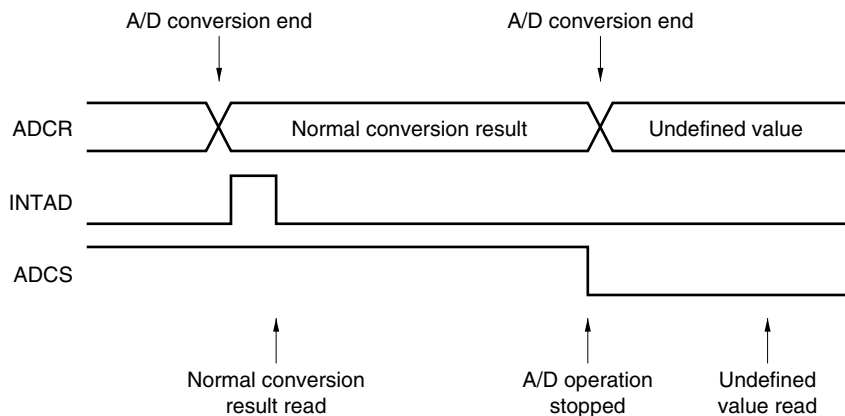 A/D conversion end
A/D conversion end
ADCR
Normal conversion result
Undefined value
INTAD
ADCS
Normal conversion
result read
A/D operation
stopped
Undefined
value read